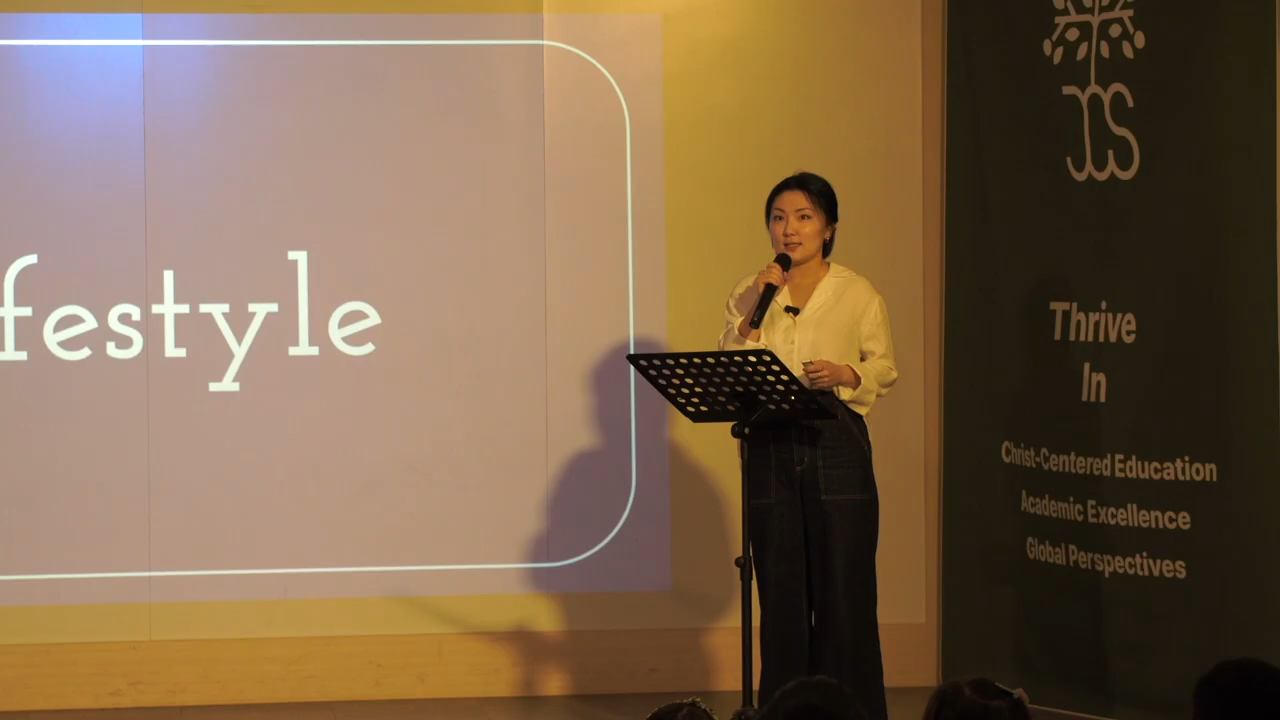 festyle
Thrive
In
Christ-Centered Education
Academic Excellence
Global Perspectives